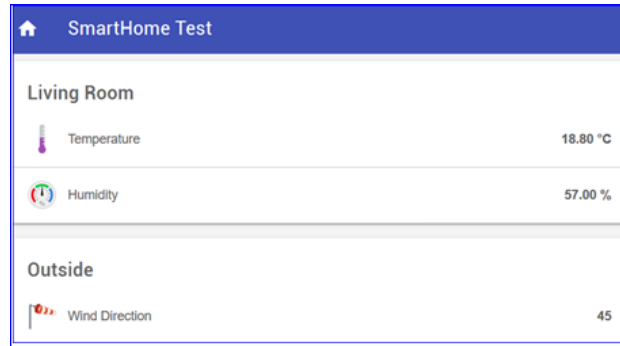 SmartHome Test
Living Room
Temperature 18.80 °C
Humidity 57.00 %
Outside
Wind Direction 45